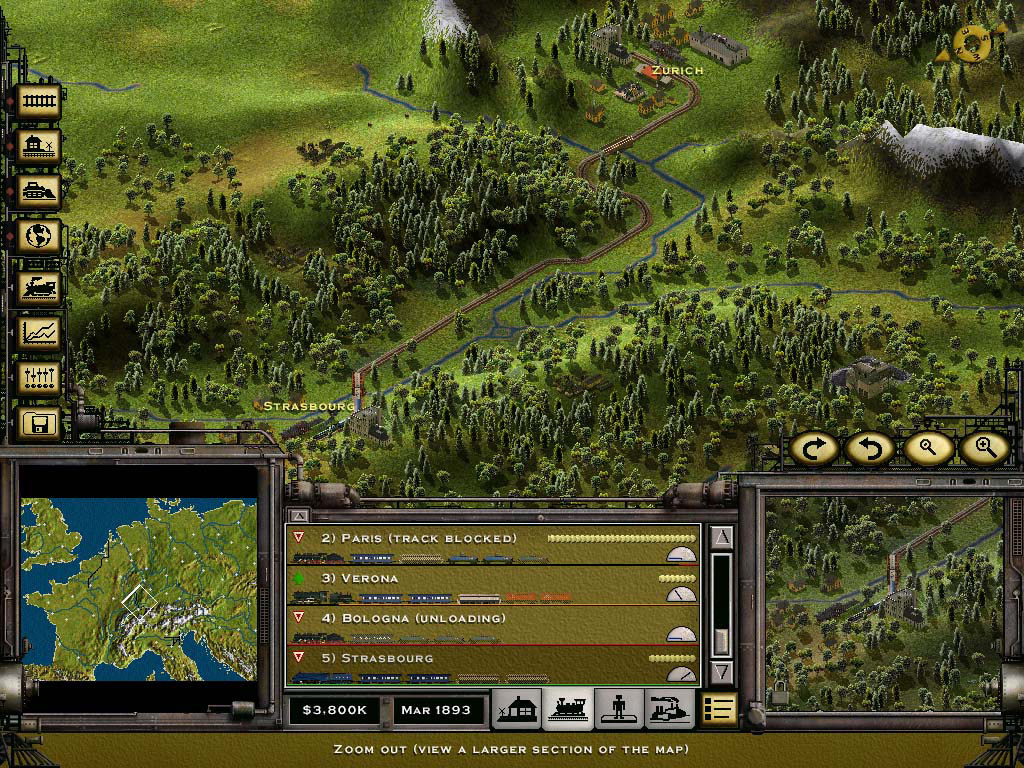 ZURICH
STRASBOURG
2) PARIS (TRACK BLOCKED)
3) VERONA
4) BOLOGNA (UNLOADING)
5) STRASBOURG
$3,800K
MAR 1893
ZOOM OUT (VIEW A LARGER SECTION OF THE MAP)